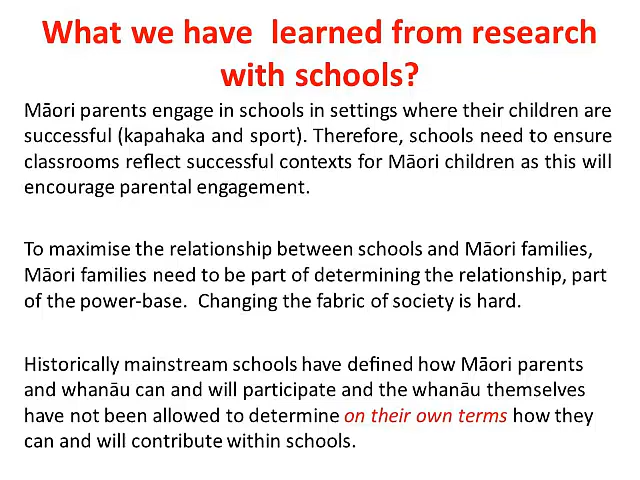 What we have  learned from research
with schools?
Māori parents engage in schools in settings where their children are
successful (kapahaka and sport). Therefore, schools need to ensure
classrooms reflect successful contexts for Māori children as this will
encourage parental engagement.
To maximise the relationship between schools and Māori families,
Māori families need to be part of determining the relationship, part
of the power-base.  Changing the fabric of society is hard.
Historically mainstream schools have defined how Māori parents
and whanāu can and will participate and the whanāu themselves
have not been allowed to determine on their own terms how they
can and will contribute within schools.